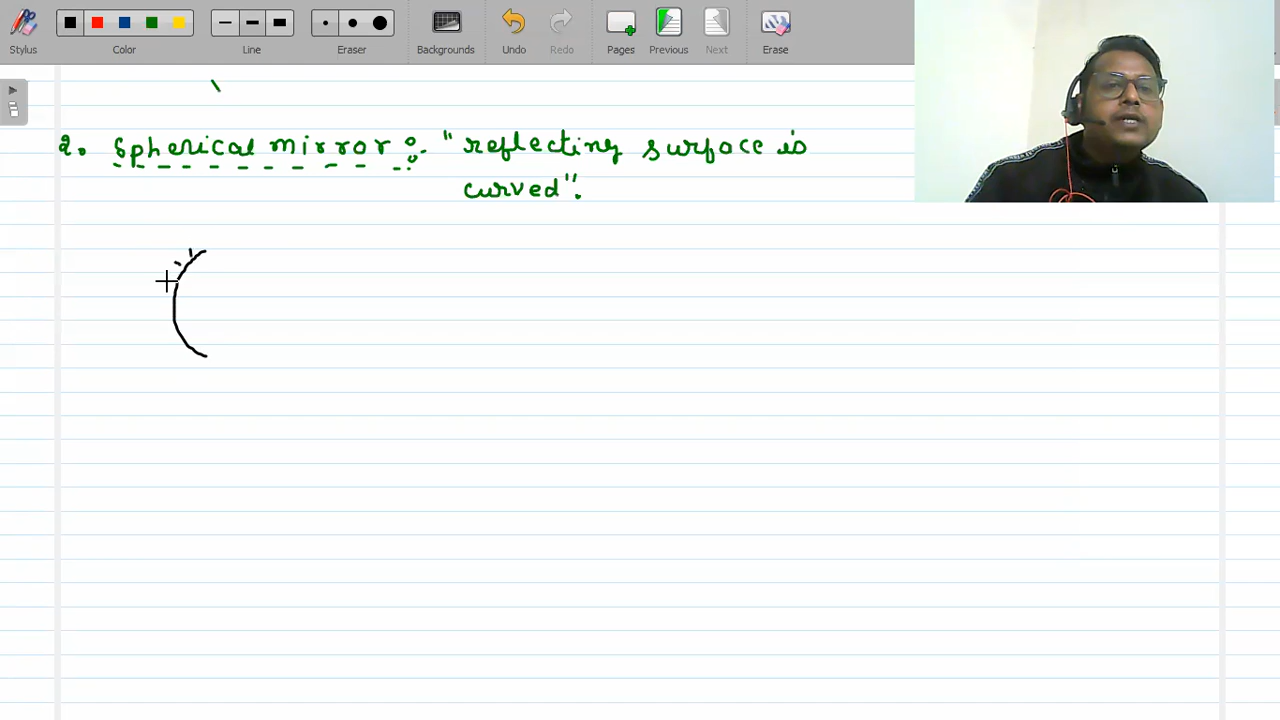 Stylus Color Line Eraser Backgrounds Undo Redo Pages Previous Next Erase
2. Spherical mirror : "reflecting surface is
curved".